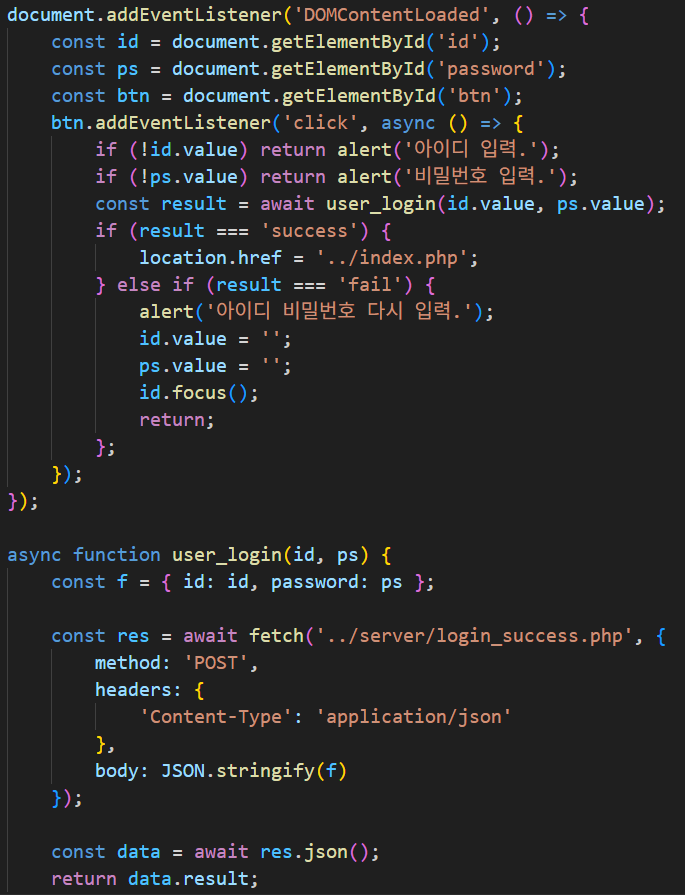 document.addEventListener('DOMContentLoaded', () => {
    const id = document.getElementById('id');
    const ps = document.getElementById('password');
    const btn = document.getElementById('btn');
    btn.addEventListener('click', async () => {
        if (!id.value) return alert('아이디 입력.');
        if (!ps.value) return alert('비밀번호 입력.');
        const result = await user_login(id.value, ps.value);
        if (result === 'success') {
            location.href = '../index.php';
        } else if (result === 'fail') {
            alert('아이디 비밀번호 다시 입력.');
            id.value = '';
            ps.value = '';
            id.focus();
            return;
        };
    });
});

async function user_login(id, ps) {
    const f = { id: id, password: ps };

    const res = await fetch('../server/login_success.php', {
        method: 'POST',
        headers: {
            'Content-Type': 'application/json'
        },
        body: JSON.stringify(f)
    });

    const data = await res.json();
    return data.result;